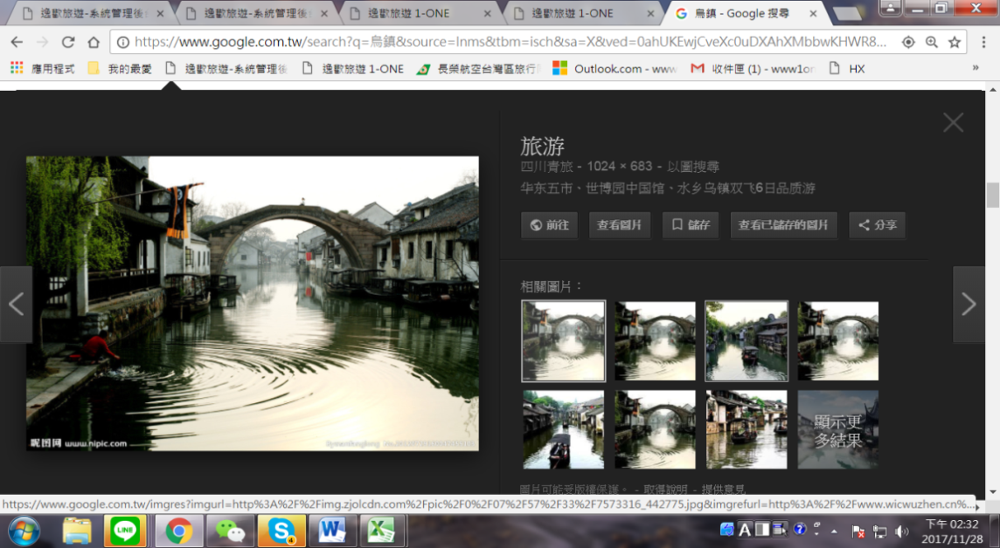 逸歡旅遊-系統管理後
逸歡旅遊-系統管理後
逸歡旅遊 1-ONE
逸歡旅遊 1-ONE
烏鎮 - Google 搜尋
https://www.google.com.tw/search?q=烏鎮&source=lnms&tbm=isch&sa=X&ved=0ahUKEwjCveXc0uDXAhXMbbwKHWR8...
應用程式
我的最愛
逸歡旅遊-系統管理後
逸歡旅遊 1-ONE
長榮航空台灣區旅行
Outlook.com - www
收件匣 (1) - www1on
HX
»
旅游
四川青旅 - 1024 × 683 - 以圖搜尋
华东五市、世博园中国馆、水乡乌镇双飞6日品质游
前往
查看圖片
儲存
查看已儲存的圖片
分享
相關圖片：
顯示更
多結果
昵图网 www.nipic.com
圖片可能受版權保護。 - 取得說明 - 提供意見
https://www.google.com.tw/imgres?imgurl=http%3A%2F%2Fimg.zjolcdn.com%2Fpic%2F0%2F07%2F57%2F33%2F7573316_442775.jpg&imgrefurl=http%3A%2F%2Fwww.wicwuzhen.cn%...
LINE
4
A
下午 02:32
2017/11/28